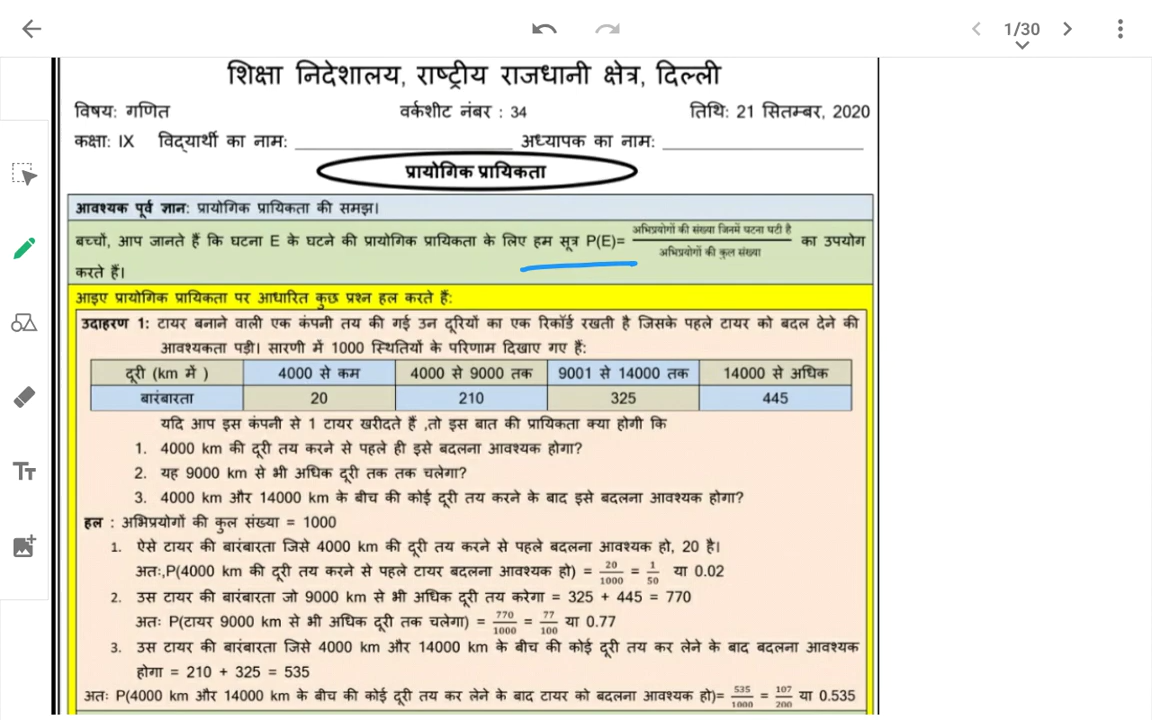 1/30
शिक्षा निदेशालय, राष्ट्रीय राजधानी क्षेत्र, दिल्ली
विषय: गणित वर्कशीट नंबर : 34 तिथि: 21 सितम्बर, 2020
कक्षा: IX विद्यार्थी का नाम: ____________________ अध्यापक का नाम: ____________________
प्रायोगिक प्रायिकता
आवश्यक पूर्व ज्ञान: प्रायोगिक प्रायिकता की समझ।
बच्चों, आप जानते हैं कि घटना E के घटने की प्रायोगिक प्रायिकता के लिए हम सूत्र P(E)= अभिप्रयोगों की संख्या जिनमें घटना घटी है / अभिप्रयोगों की कुल संख्या का उपयोग
करते हैं।
आइए प्रायोगिक प्रायिकता पर आधारित कुछ प्रश्न हल करते हैं:
उदाहरण 1: टायर बनाने वाली एक कंपनी तय की गई उन दूरियों का एक रिकॉर्ड रखती है जिसके पहले टायर को बदल देने की
आवश्यकता पड़ी। सारणी में 1000 स्थितियों के परिणाम दिखाए गए हैं:
दूरी (km में ) 4000 से कम 4000 से 9000 तक 9001 से 14000 तक 14000 से अधिक
बारंबारता 20 210 325 445
यदि आप इस कंपनी से 1 टायर खरीदते हैं ,तो इस बात की प्रायिकता क्या होगी कि
1. 4000 km की दूरी तय करने से पहले ही इसे बदलना आवश्यक होगा?
2. यह 9000 km से भी अधिक दूरी तक तक चलेगा?
3. 4000 km और 14000 km के बीच की कोई दूरी तय करने के बाद इसे बदलना आवश्यक होगा?
हल : अभिप्रयोगों की कुल संख्या = 1000
1. ऐसे टायर की बारंबारता जिसे 4000 km की दूरी तय करने से पहले बदलना आवश्यक हो, 20 है।
अतः,P(4000 km की दूरी तय करने से पहले टायर बदलना आवश्यक हो) = 20/1000 = 1/50 या 0.02
2. उस टायर की बारंबारता जो 9000 km से भी अधिक दूरी तय करेगा = 325 + 445 = 770
अतः P(टायर 9000 km से भी अधिक दूरी तक चलेगा) = 770/1000 = 77/100 या 0.77
3. उस टायर की बारंबारता जिसे 4000 km और 14000 km के बीच की कोई दूरी तय कर लेने के बाद बदलना आवश्यक
होगा = 210 + 325 = 535
अतः P(4000 km और 14000 km के बीच की कोई दूरी तय कर लेने के बाद टायर को बदलना आवश्यक हो)= 535/1000 = 107/200 या 0.535
Tт